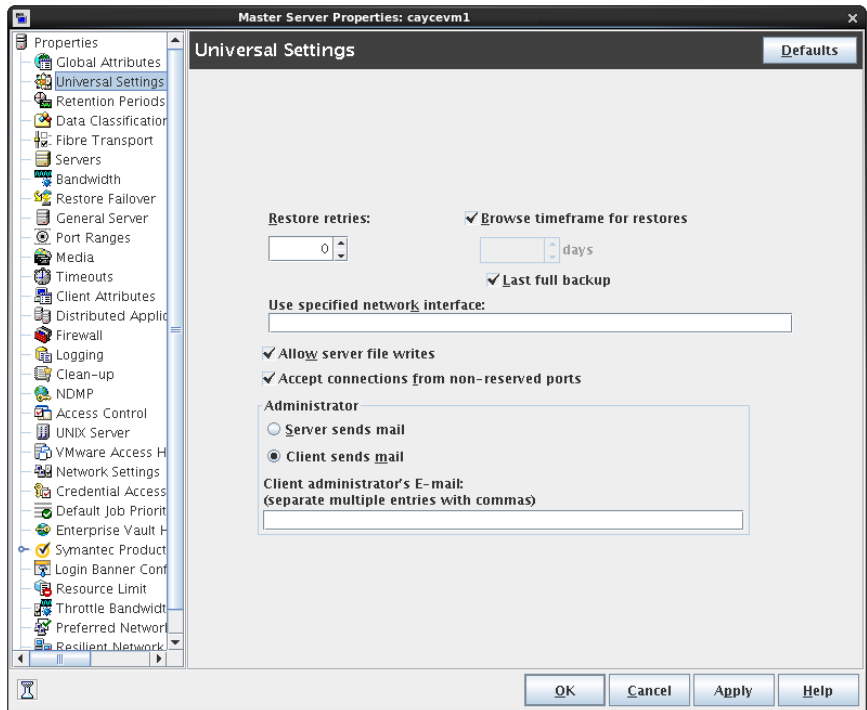 Master Server Properties: caycevm1
Properties
Global Attributes
Universal Settings
Retention Periods
Data Classification
Fibre Transport
Servers
Bandwidth
Restore Failover
General Server
Port Ranges
Media
Timeouts
Client Attributes
Distributed Applic
Firewall
Logging
Clean-up
NDMP
Access Control
UNIX Server
VMware Access H
Network Settings
Credential Access
Default Job Priorit
Enterprise Vault H
Symantec Product
Login Banner Conf
Resource Limit
Throttle Bandwidt
Preferred Networl
Resilient Network
Universal Settings
Defaults
Restore retries:
Browse timeframe for restores
0
days
Last full backup
Use specified network interface:
Allow server file writes
Accept connections from non-reserved ports
Administrator
Server sends mail
Client sends mail
Client administrator's E-mail:
(separate multiple entries with commas)
OK
Cancel
Apply
Help